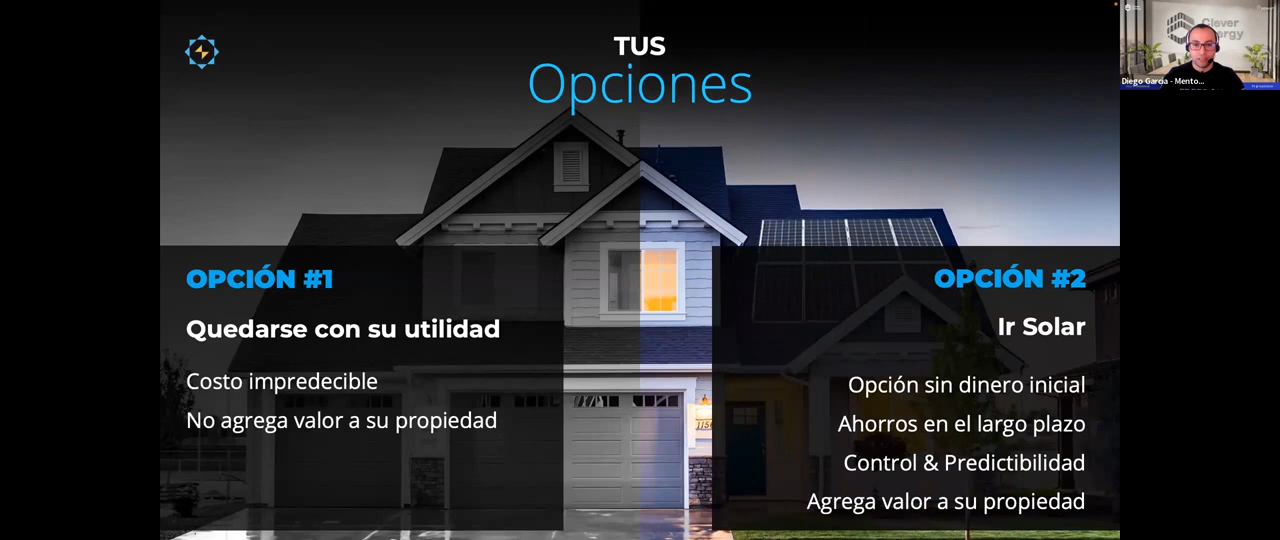 TUS
Opciones
OPCIÓN #1
Quedarse con su utilidad
Costo impredecible
No agrega valor a su propiedad
OPCIÓN #2
Ir Solar
Opción sin dinero inicial
Ahorros en el largo plazo
Control & Predictibilidad
Agrega valor a su propiedad
Clever
Diego Garcia - Mento...